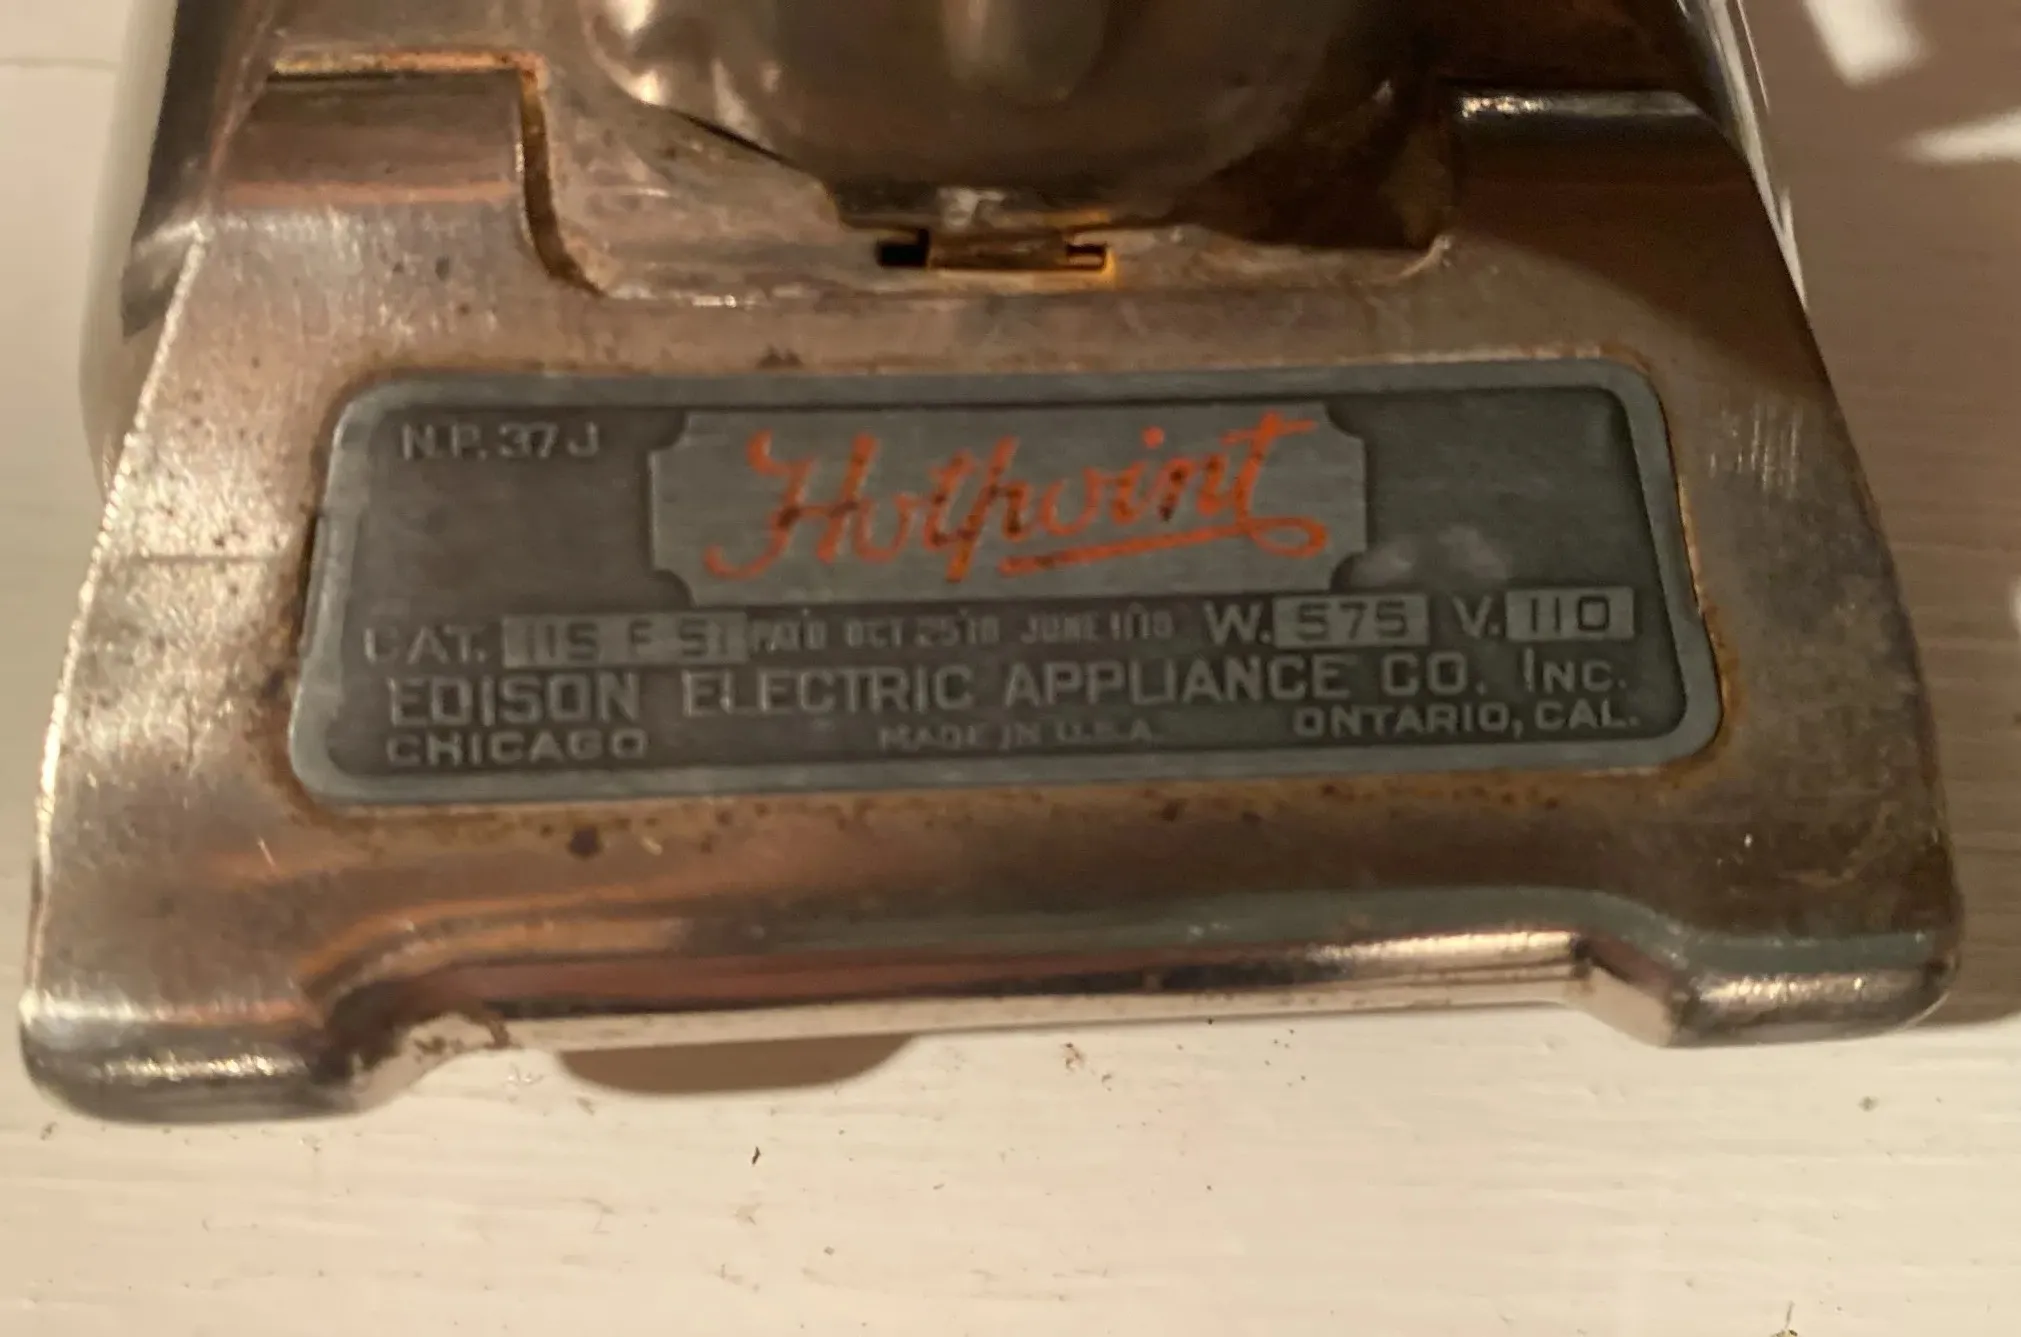 N.P. 37J
Hotpoint
CAT. 115 F 51 PAT'D OCT 25'10 JUNE 1'15 W. 575 V. 110
EDISON ELECTRIC APPLIANCE CO. INC.
CHICAGO MADE IN U.S.A. ONTARIO, CAL.